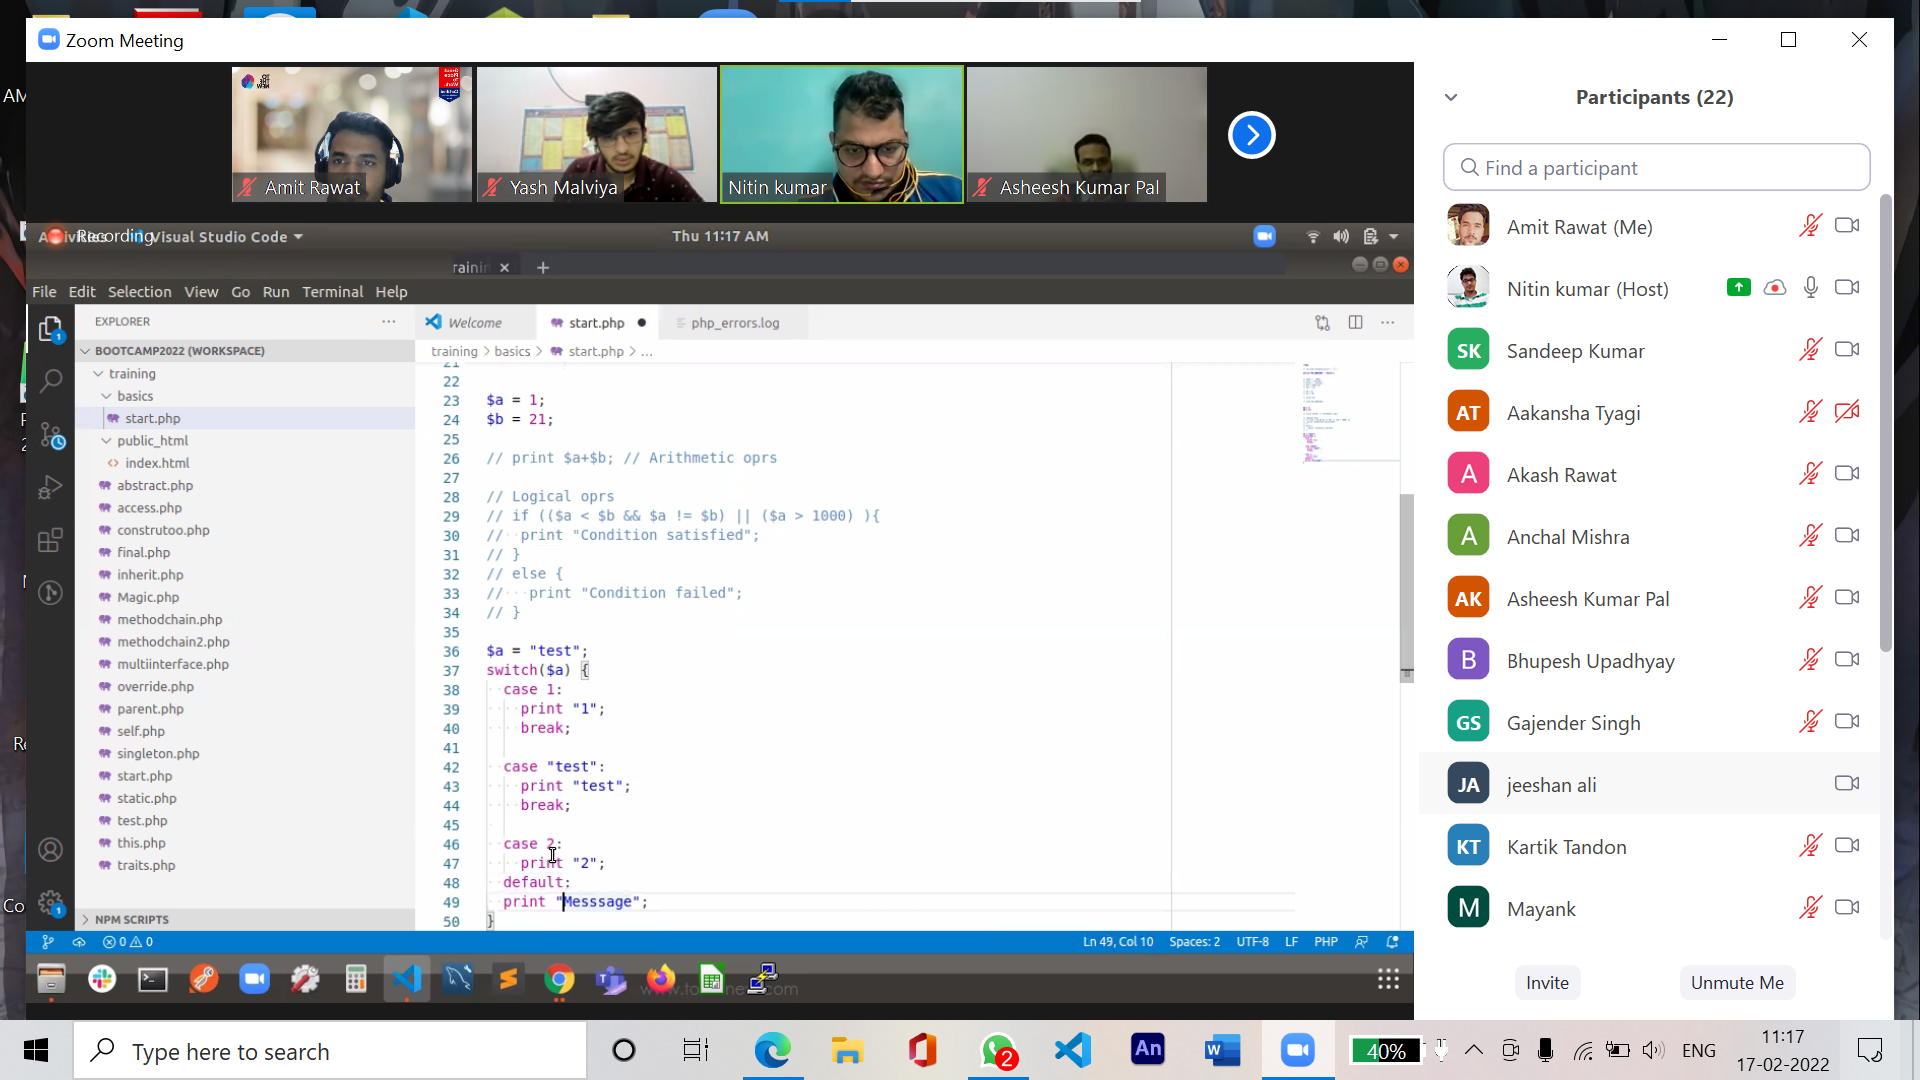 Zoom Meeting
AM
Amit Rawat
Yash Malviya
Nitin kumar
Asheesh Kumar Pal
Recording
Visual Studio Code
Thu 11:17 AM
File Edit Selection View Go Run Terminal Help
EXPLORER
BOOTCAMP2022 (WORKSPACE)
training
basics
start.php
public_html
index.html
abstract.php
access.php
construtoo.php
final.php
inherit.php
Magic.php
methodchain.php
methodchain2.php
multiinterface.php
override.php
parent.php
self.php
singleton.php
start.php
static.php
test.php
this.php
traits.php
NPM SCRIPTS
Welcome
start.php
php_errors.log
training > basics > start.php > ...
21
22
23 $a = 1;
24 $b = 21;
25
26 // print $a+$b; // Arithmetic oprs
27
28 // Logical oprs
29 // if (($a < $b && $a != $b) || ($a > 1000) ){
30 // print "Condition satisfied";
31 // }
32 // else {
33 // print "Condition failed";
34 // }
35
36 $a = "test";
37 switch($a) {
38 case 1:
39 print "1";
40 break;
41
42 case "test":
43 print "test";
44 break;
45
46 case 2:
47 print "2";
48 default:
49 print "Messsage";
50 }
0 0
Ln 49, Col 10 Spaces: 2 UTF-8 LF PHP
Participants (22)
Find a participant
Amit Rawat (Me)
Nitin kumar (Host)
SK Sandeep Kumar
AT Aakansha Tyagi
A Akash Rawat
A Anchal Mishra
AK Asheesh Kumar Pal
B Bhupesh Upadhyay
GS Gajender Singh
JA jeeshan ali
KT Kartik Tandon
M Mayank
Invite
Unmute Me
Type here to search
2
An
W
40%
ENG
11:17
17-02-2022